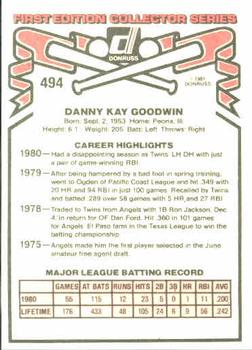 FIRST EDITION COLLECTOR SERIES
DONRUSS
494
© 1981
DONRUSS
DANNY KAY GOODWIN
Born: Sept. 2, 1953 Home: Peoria, Ill
Height: 6'1" Weight: 205 Bat: Left Throws: Right
CAREER HIGHLIGHTS
1980— Had a disappointing season as Twins' LH DH with just
a pair of game-winning RBI.
1979— After being hampered by a bad foot in spring training,
went to Ogden of Pacific Coast League and hit .349 with
29 HR and 94 RBI in just 100 games. Recalled by Twins
and batted .289 over 58 games with 5 HR and 27 RBI.
1978— Traded to Twins from Angels with 1B Ron Jackson, Dec.
4, for OF Dan Ford. Hit .360 in 101 games for
Angels' El Paso farm in the Texas League to win the
batting championship.
1975— Angels made him the first player selected in the June
amateur free agent draft.
MAJOR LEAGUE BATTING RECORD
GAMES AT BATS RUNS HITS 2B 3B HR RBI AVG
1980 55 115 12 23 5 0 1 11 .200
LIFETIME 176 433 48 105 24 3 8 56 .242